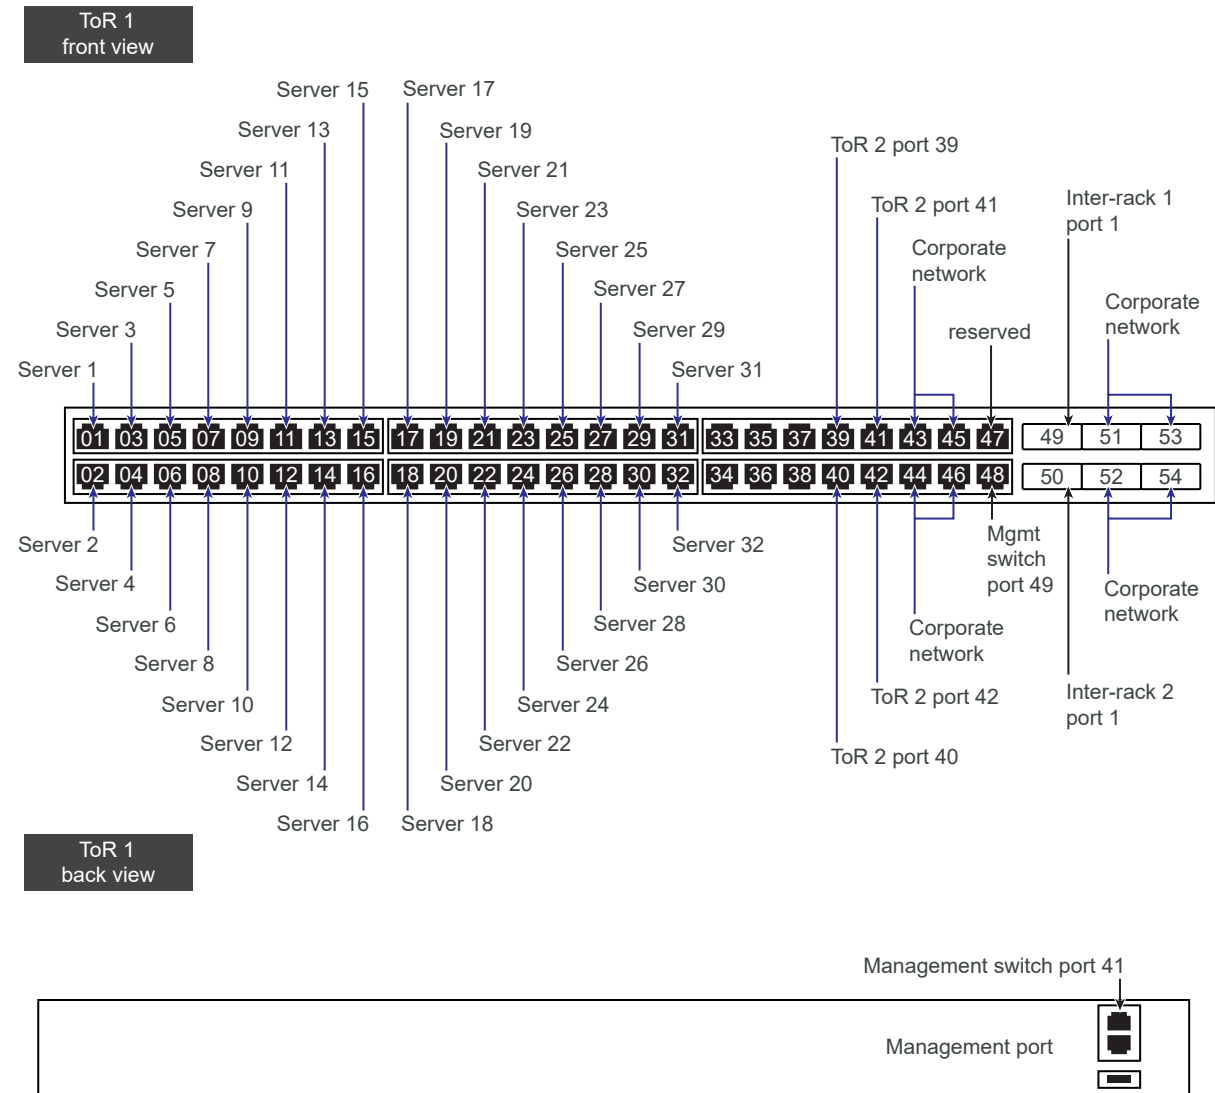 ToR 1
front view
Server 15
Server 17
Server 13
Server 19
ToR 2 port 39
Server 11
Server 21
Inter-rack 1
port 1
Server 9
Server 23
ToR 2 port 41
Server 7
Server 25
Corporate
network
Server 5
Server 27
Corporate
network
Server 3
Server 29
reserved
Server 1
Server 31
01 03 05 07 09 11 13 15 17 19 21 23 25 27 29 31 33 35 37 39 41 43 45 47 49 51 53
02 04 06 08 10 12 14 16 18 20 22 24 26 28 30 32 34 36 38 40 42 44 46 48 50 52 54
Server 2
Server 32
Mgmt
switch
port 49
Server 4
Server 30
Corporate
network
Server 6
Server 28
Corporate
network
Server 8
Server 26
Server 10
Server 24
ToR 2 port 42
Inter-rack 2
port 1
Server 12
Server 22
ToR 2 port 40
Server 14
Server 20
Server 16
Server 18
ToR 1
back view
Management switch port 41
Management port